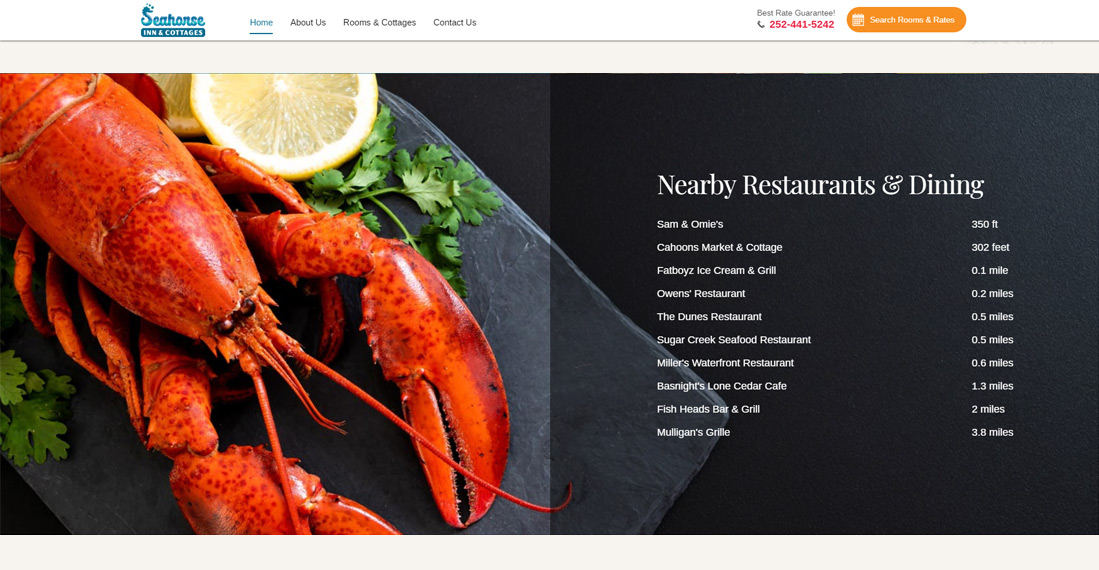 Seahorse
INN & COTTAGES
Home
About Us
Rooms & Cottages
Contact Us
Best Rate Guarantee!
252-441-5242
Search Rooms & Rates
Nearby Restaurants & Dining
Sam & Omie's 350 ft
Cahoons Market & Cottage 302 feet
Fatboyz Ice Cream & Grill 0.1 mile
Owens' Restaurant 0.2 miles
The Dunes Restaurant 0.5 miles
Sugar Creek Seafood Restaurant 0.5 miles
Miller's Waterfront Restaurant 0.6 miles
Basnight's Lone Cedar Cafe 1.3 miles
Fish Heads Bar & Grill 2 miles
Mulligan's Grille 3.8 miles